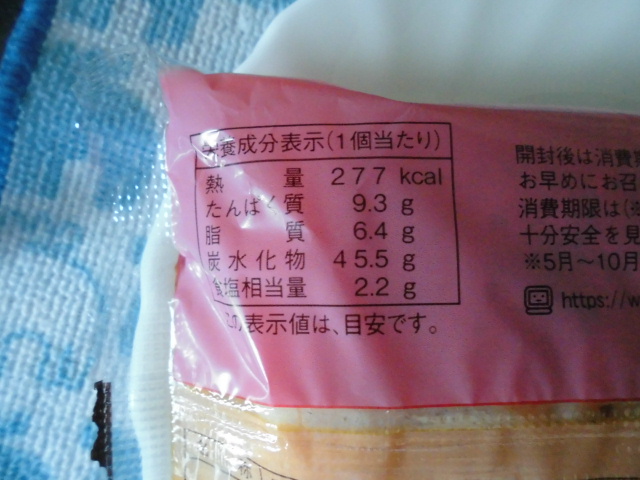 栄養成分表示(1個当たり)
熱量 277 kcal
たんぱく質 9.3 g
脂質 6.4 g
炭水化物 45.5 g
食塩相当量 2.2 g
この表示値は、目安です。
開封後は消費期
お早めにお召
消費期限は(※
十分安全を見
※5月～10月
https://w